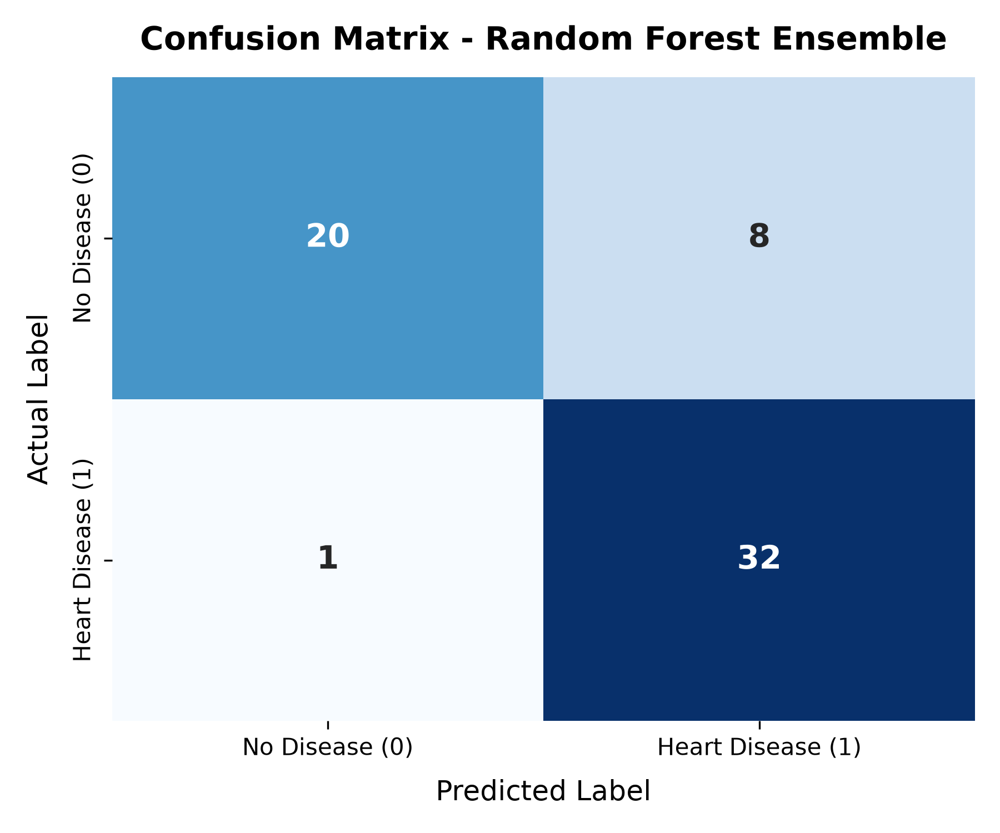 Confusion Matrix - Random Forest Ensemble
Actual Label
No Disease (0)
20
8
Heart Disease (1)
1
32
No Disease (0)
Heart Disease (1)
Predicted Label